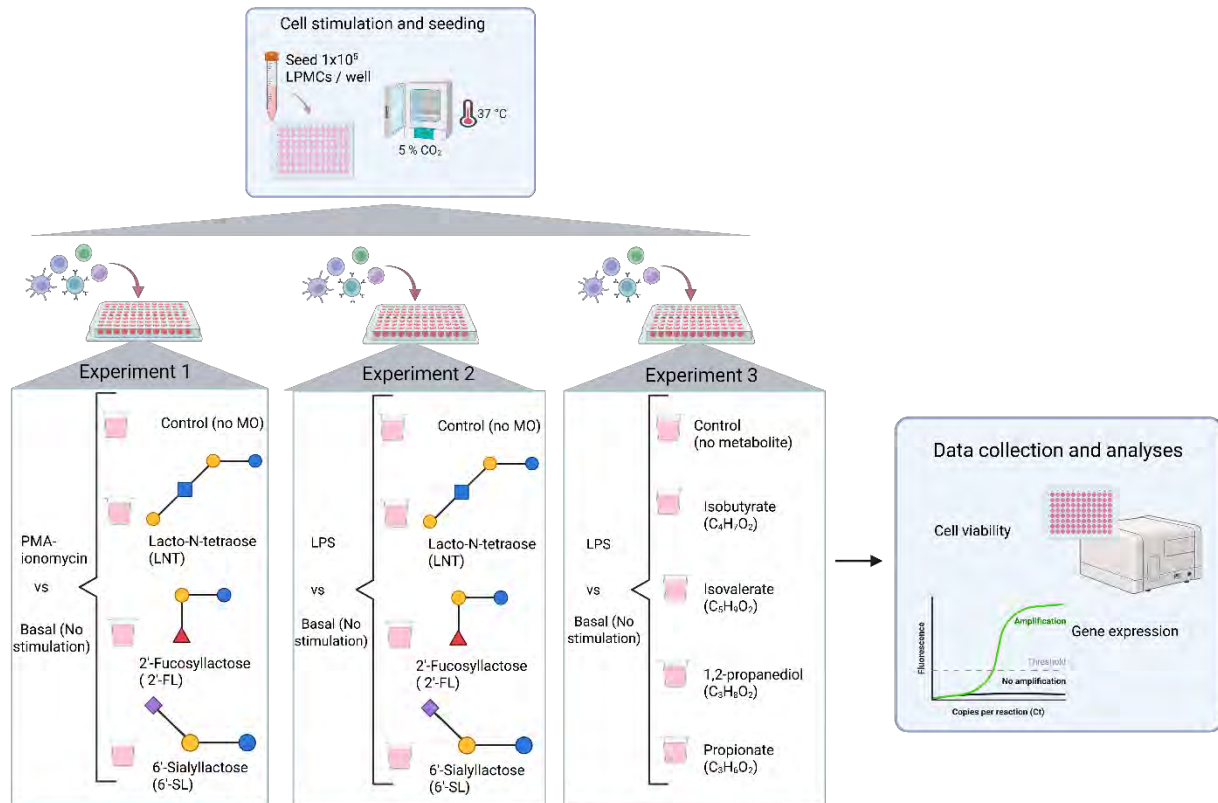 Cell stimulation and seeding
Seed 1x10⁵
LPMCs / well
37 °C
5 % CO₂
Experiment 1
PMA-
ionomycin
vs
Basal (No
stimulation)
Control (no MO)
Lacto-N-tetraose
(LNT)
2'-Fucosyllactose
( 2'-FL)
6'-Sialyllactose
(6'-SL)
Experiment 2
LPS
vs
Basal (No
stimulation)
Control (no MO)
Lacto-N-tetraose
(LNT)
2'-Fucosyllactose
( 2'-FL)
6'-Sialyllactose
(6'-SL)
Experiment 3
LPS
vs
Basal (No
stimulation)
Control
(no metabolite)
Isobutyrate
(C₄H₇O₂)
Isovalerate
(C₅H₉O₂)
1,2-propanediol
(C₃H₈O₂)
Propionate
(C₃H₆O₂)
Data collection and analyses
Cell viability
Gene expression
Fluorescence
Amplification
Threshold
No amplification
Copies per reaction (Ct)